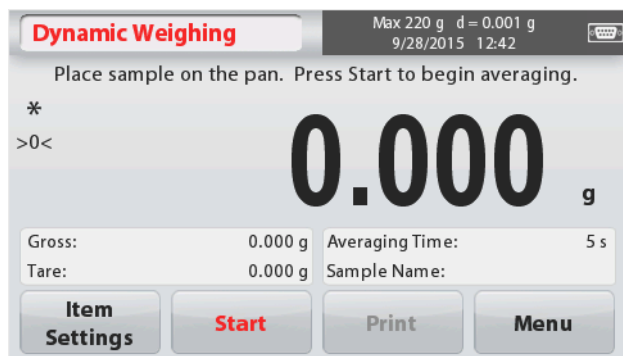 Dynamic Weighing
Max 220 g d = 0.001 g
9/28/2015 12:42
Place sample on the pan. Press Start to begin averaging.
*
>0<
0.000 g
Gross: 0.000 g
Tare: 0.000 g
Averaging Time: 5 s
Sample Name:
Item
Settings
Start
Print
Menu